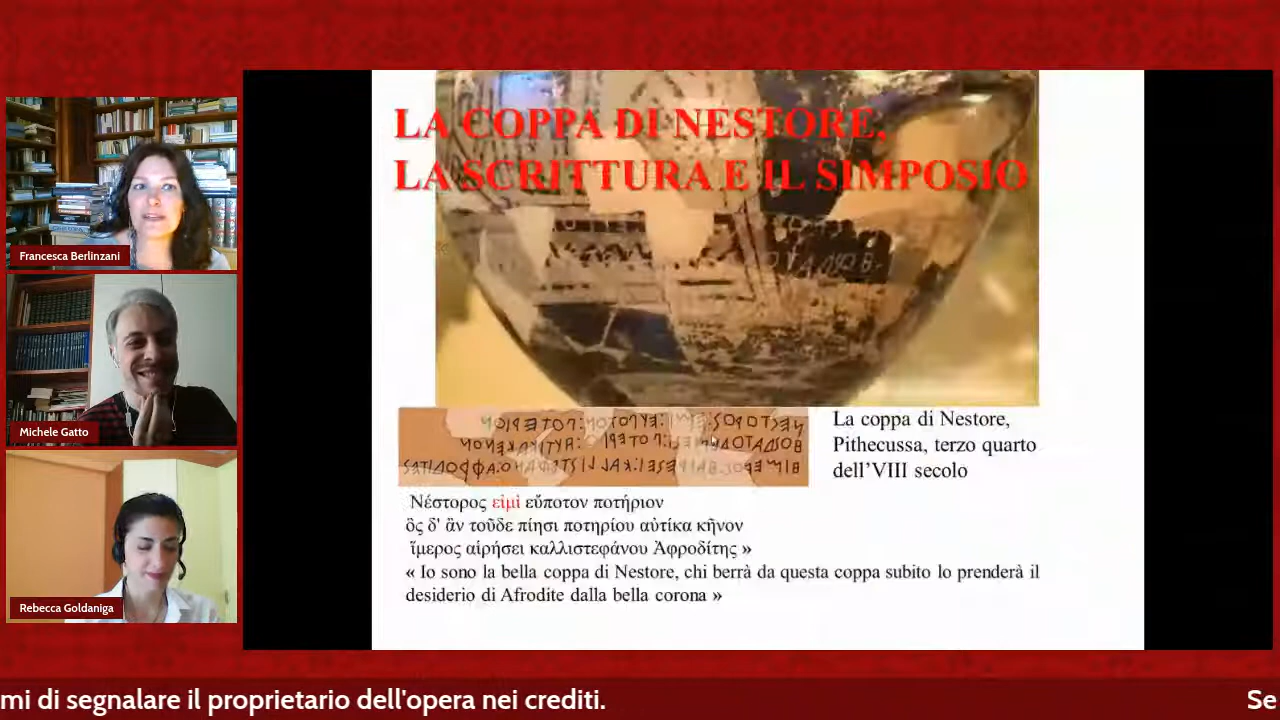 LA COPPA DI NESTORE,
LA SCRITTURA E IL SIMPOSIO
Francesca Berlinzani
Michele Gatto
Rebecca Goldaniga
La coppa di Nestore,
Pithecussa, terzo quarto
dell'VIII secolo
Νέστορος εἰμὶ εὔποτον ποτήριον
ὃς δ' ἂν τοῦδε πίησι ποτηρίου αὐτίκα κῆνον
ἵμερος αἱρήσει καλλιστεφάνου Ἀφροδίτης »
« Io sono la bella coppa di Nestore, chi berrà da questa coppa subito lo prenderà il
desiderio di Afrodite dalla bella corona »
mi di segnalare il proprietario dell'opera nei crediti.
Se